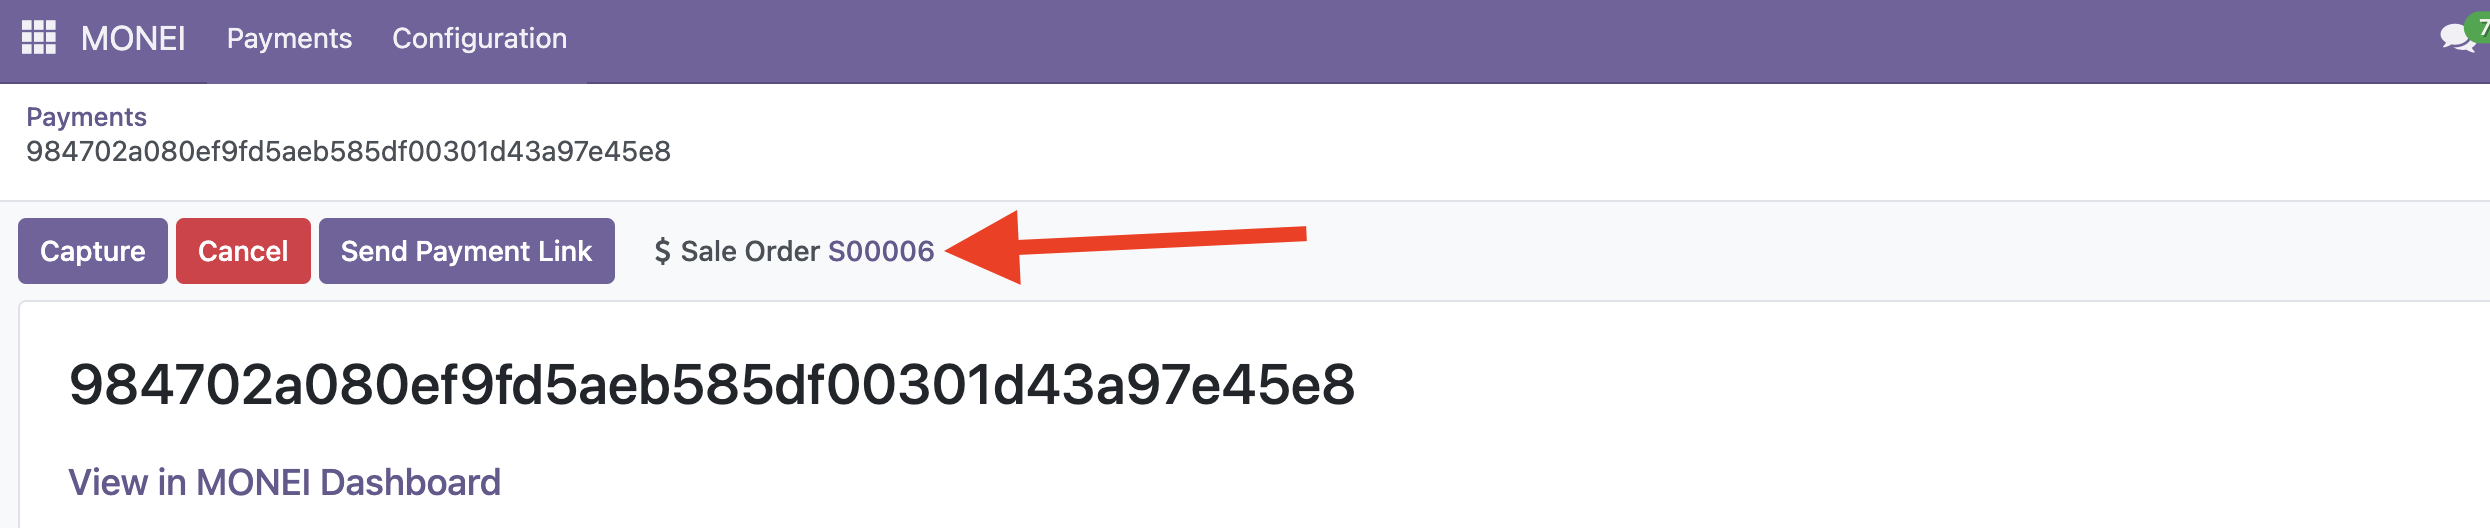 MONEI Payments Configuration 7
Payments
984702a080ef9fd5aeb585df00301d43a97e45e8
Capture Cancel Send Payment Link $ Sale Order S00006
984702a080ef9fd5aeb585df00301d43a97e45e8
View in MONEI Dashboard